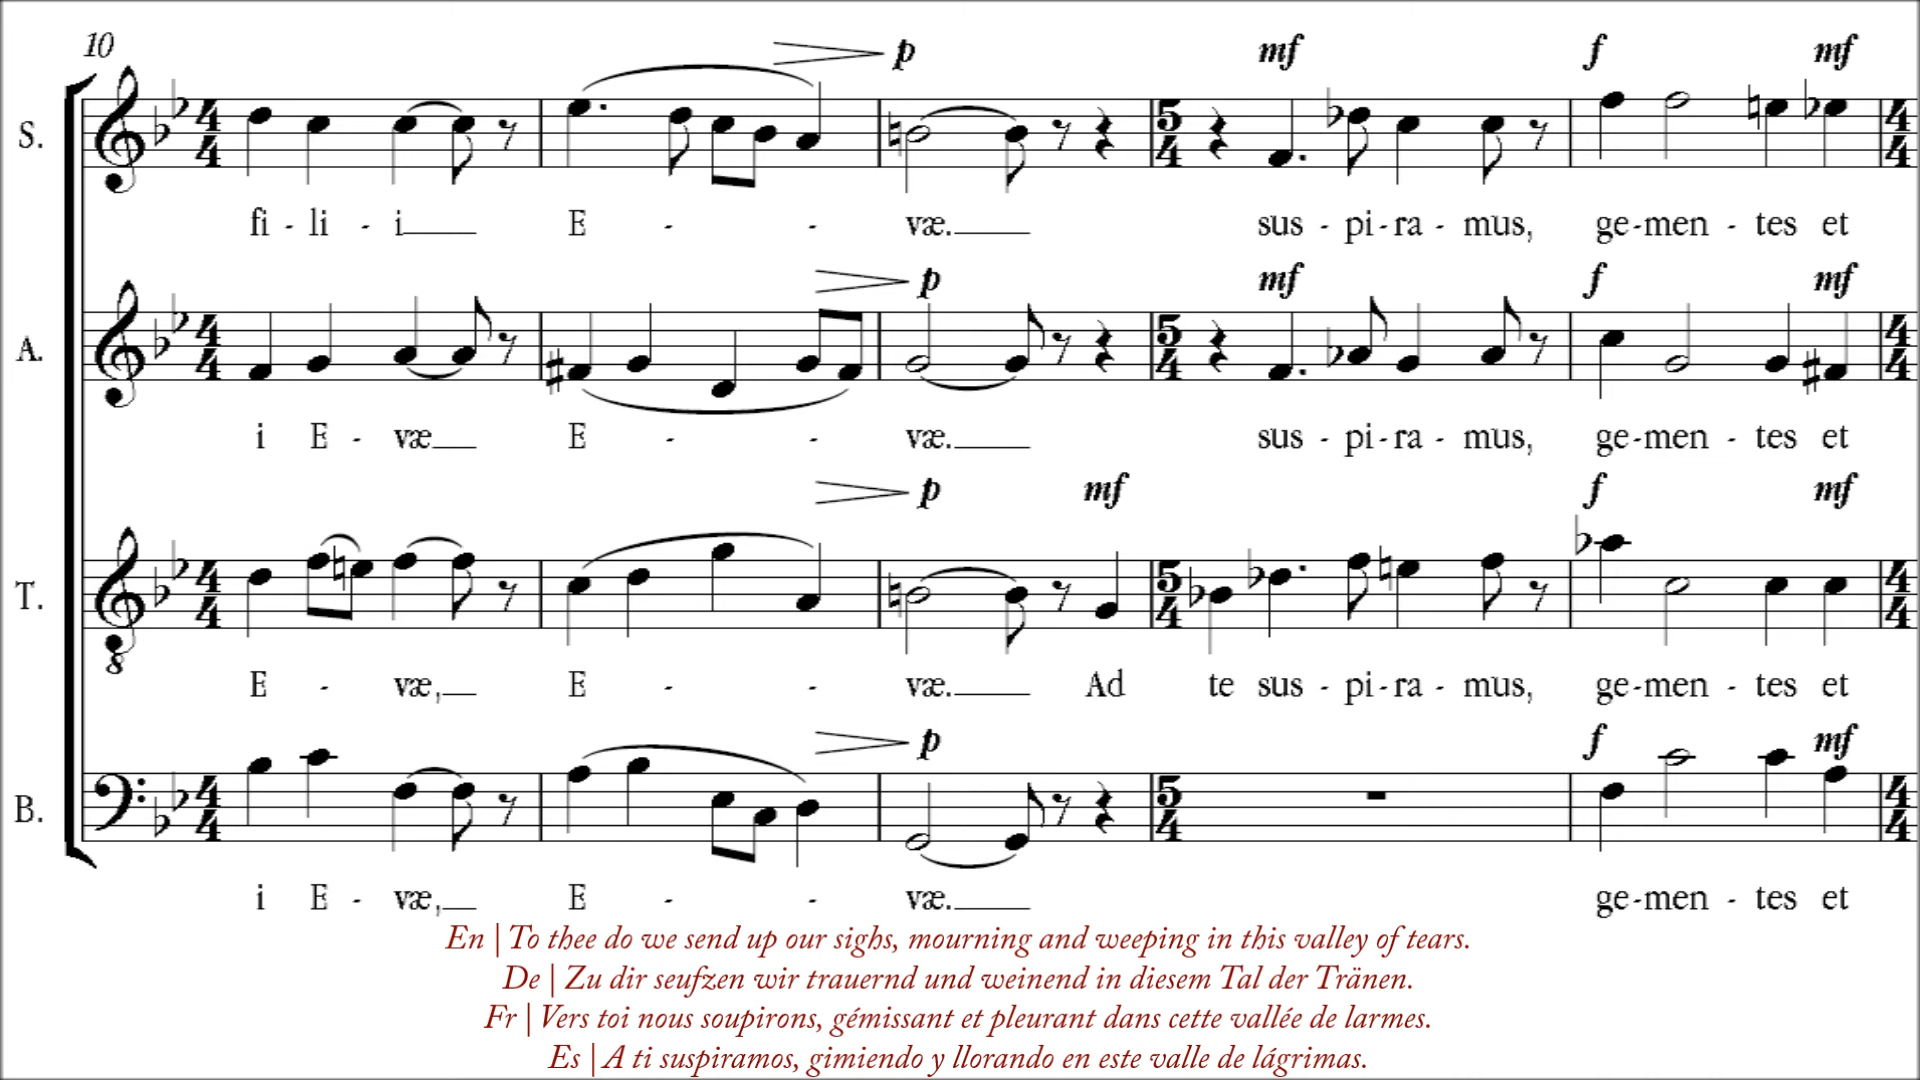 10
p mf f mf
S.
fi - li - i E - - væ. sus - pi - ra - mus, ge - men - tes et
p mf f mf
A.
i E - væ E - - væ. sus - pi - ra - mus, ge - men - tes et
p mf f mf
T.
8
E - væ, E - - væ. Ad te sus - pi - ra - mus, ge - men - tes et
p f mf
B.
i E - væ, E - - væ. ge - men - tes et
En | To thee do we send up our sighs, mourning and weeping in this valley of tears.
De | Zu dir seufzen wir trauernd und weinend in diesem Tal der Tränen.
Fr | Vers toi nous soupirons, gémissant et pleurant dans cette vallée de larmes.
Es | A ti suspiramos, gimiendo y llorando en este valle de lágrimas.